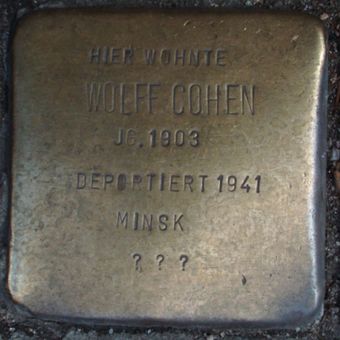 HIER WOHNTE
WOLFF COHEN
JG. 1903
DEPORTIERT 1941
MINSK
? ? ?